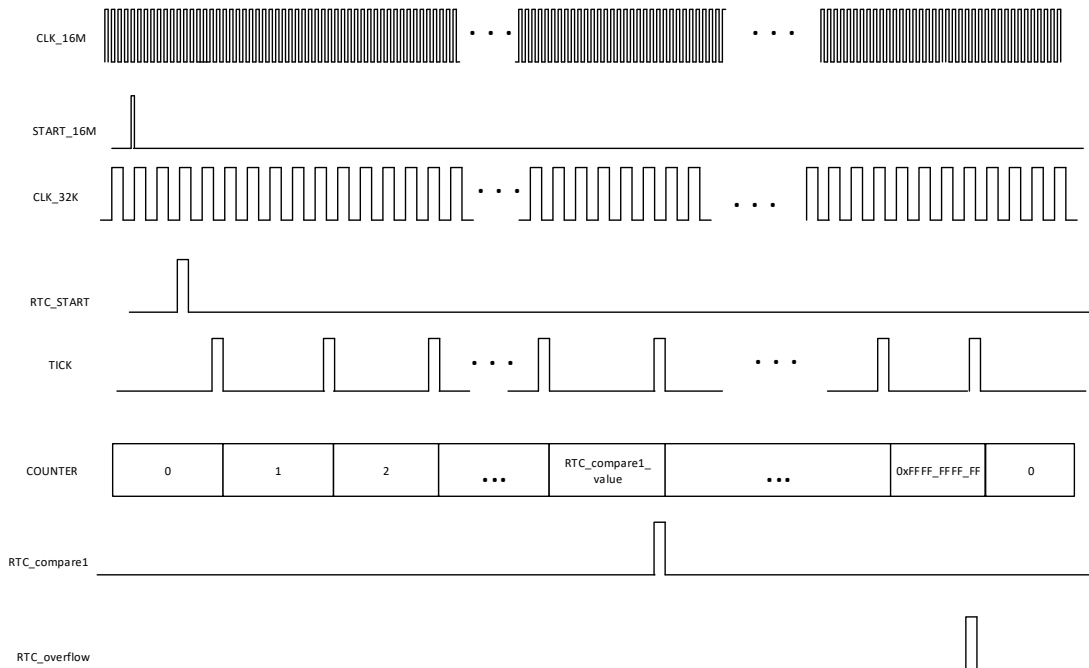 CLK_16M
START_16M
CLK_32K
RTC_START
TICK
COUNTER
0
1
2
...
RTC_compare1_
value
...
0xFFFF_FFFF_FF
0
RTC_compare1
RTC_overflow